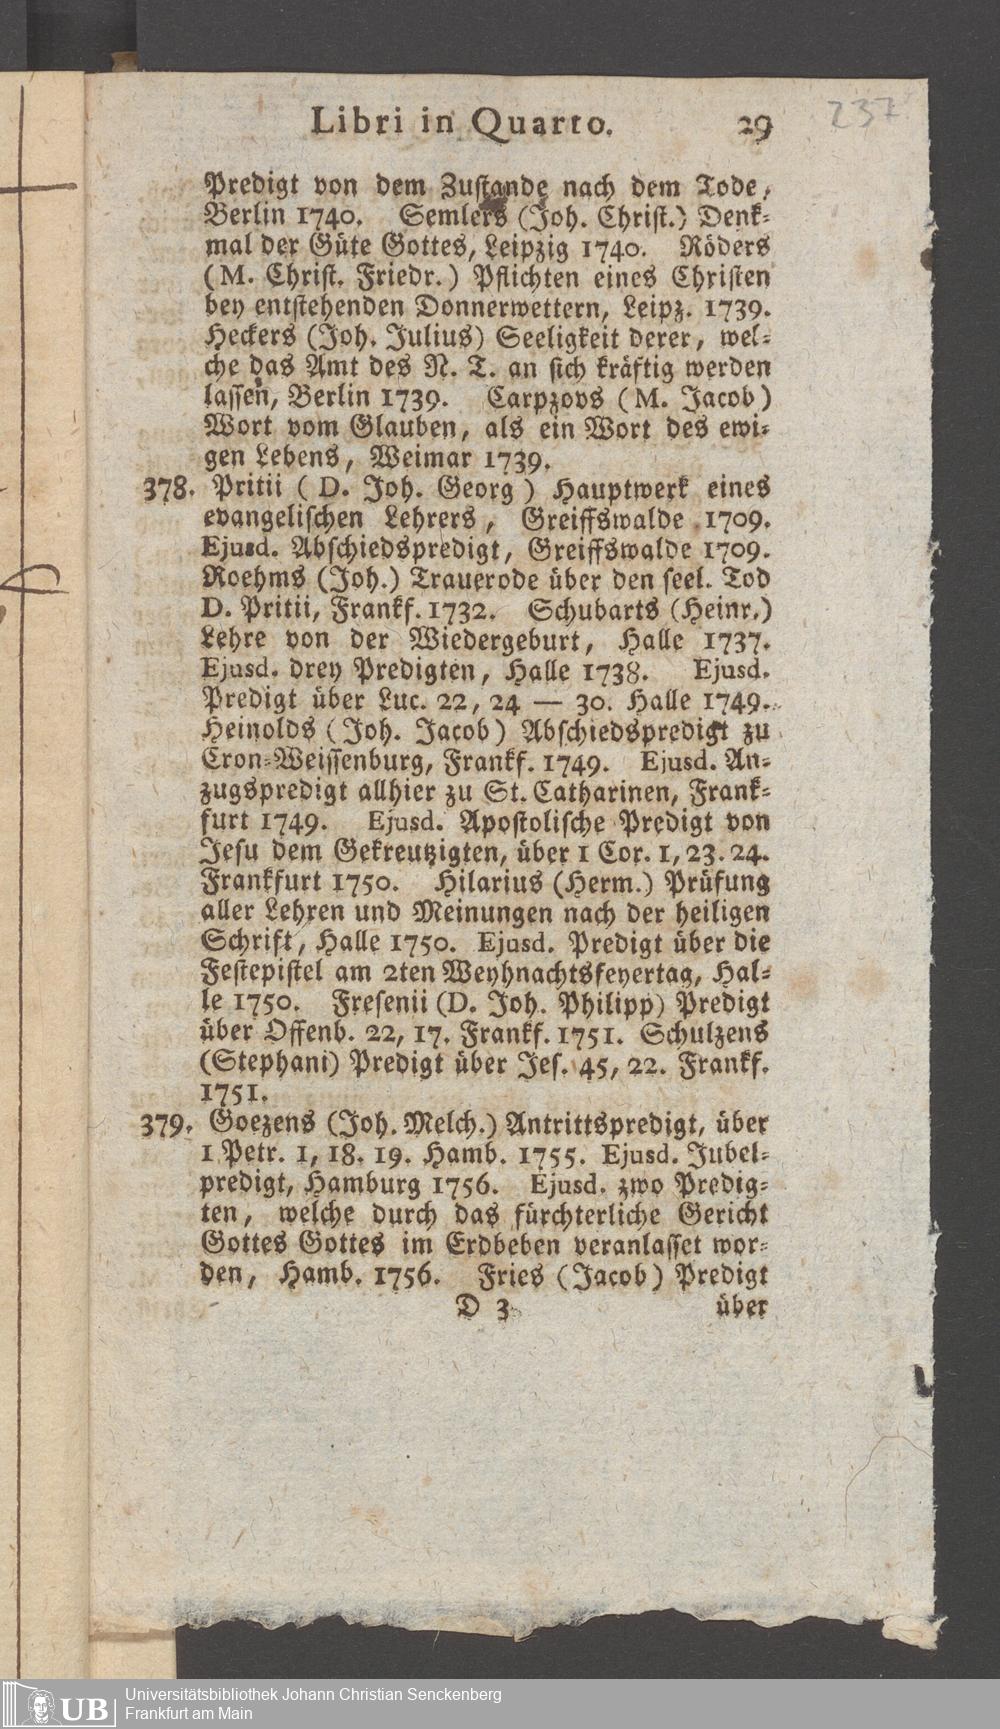 Libri in Quarto. 29
237
Predigt von dem Zustande nach dem Tode,
Berlin 1740. Semlers (Joh. Christ.) Denk-
mal der Güte Gottes, Leipzig 1740. Röders
(M. Christ. Friedr.) Pflichten eines Christen
bey entstehenden Donnerwettern, Leipz. 1739.
Heckers (Joh. Julius) Seeligkeit derer, wel-
che das Amt des N. T. an sich kräftig werden
lassen, Berlin 1739. Carpzovs (M. Jacob)
Wort vom Glauben, als ein Wort des ewi-
gen Lebens, Weimar 1739.
378. Pritii (D. Joh. Georg) Hauptwerk eines
evangelischen Lehrers, Greiffswalde 1709.
Ejusd. Abschiedspredigt, Greiffswalde 1709.
Roehms (Joh.) Trauerode über den seel. Tod
D. Pritii, Frankf. 1732. Schubarts (Heinr.)
Lehre von der Wiedergeburt, Halle 1737.
Ejusd. drey Predigten, Halle 1738. Ejusd.
Predigt über Luc. 22, 24 — 30. Halle 1749.
Heinolds (Joh. Jacob) Abschiedspredigt zu
Cron-Weissenburg, Frankf. 1749. Ejusd. An-
zugspredigt allhier zu St. Catharinen, Frank-
furt 1749. Ejusd. Apostolische Predigt von
Jesu dem Gekreutzigten, über 1 Cor. 1, 23. 24.
Frankfurt 1750. Hilarius (Herm.) Prüfung
aller Lehren und Meinungen nach der heiligen
Schrift, Halle 1750. Ejusd. Predigt über die
Festepistel am 2ten Weyhnachtsfeyertag, Hal-
le 1750. Fresenii (D. Joh. Philipp) Predigt
über Offenb. 22, 17. Frankf. 1751. Schulzens
(Stephani) Predigt über Jes. 45, 22. Frankf.
1751.
379. Goezens (Joh. Melch.) Antrittspredigt, über
1 Petr. 1, 18. 19. Hamb. 1755. Ejusd. Jubel-
predigt, Hamburg 1756. Ejusd. zwo Predig-
ten, welche durch das fürchterliche Gericht
Gottes Gottes im Erdbeben veranlasset wor-
den, Hamb. 1756. Fries (Jacob) Predigt
D 3 über
UB Universitätsbibliothek Johann Christian Senckenberg
Frankfurt am Main